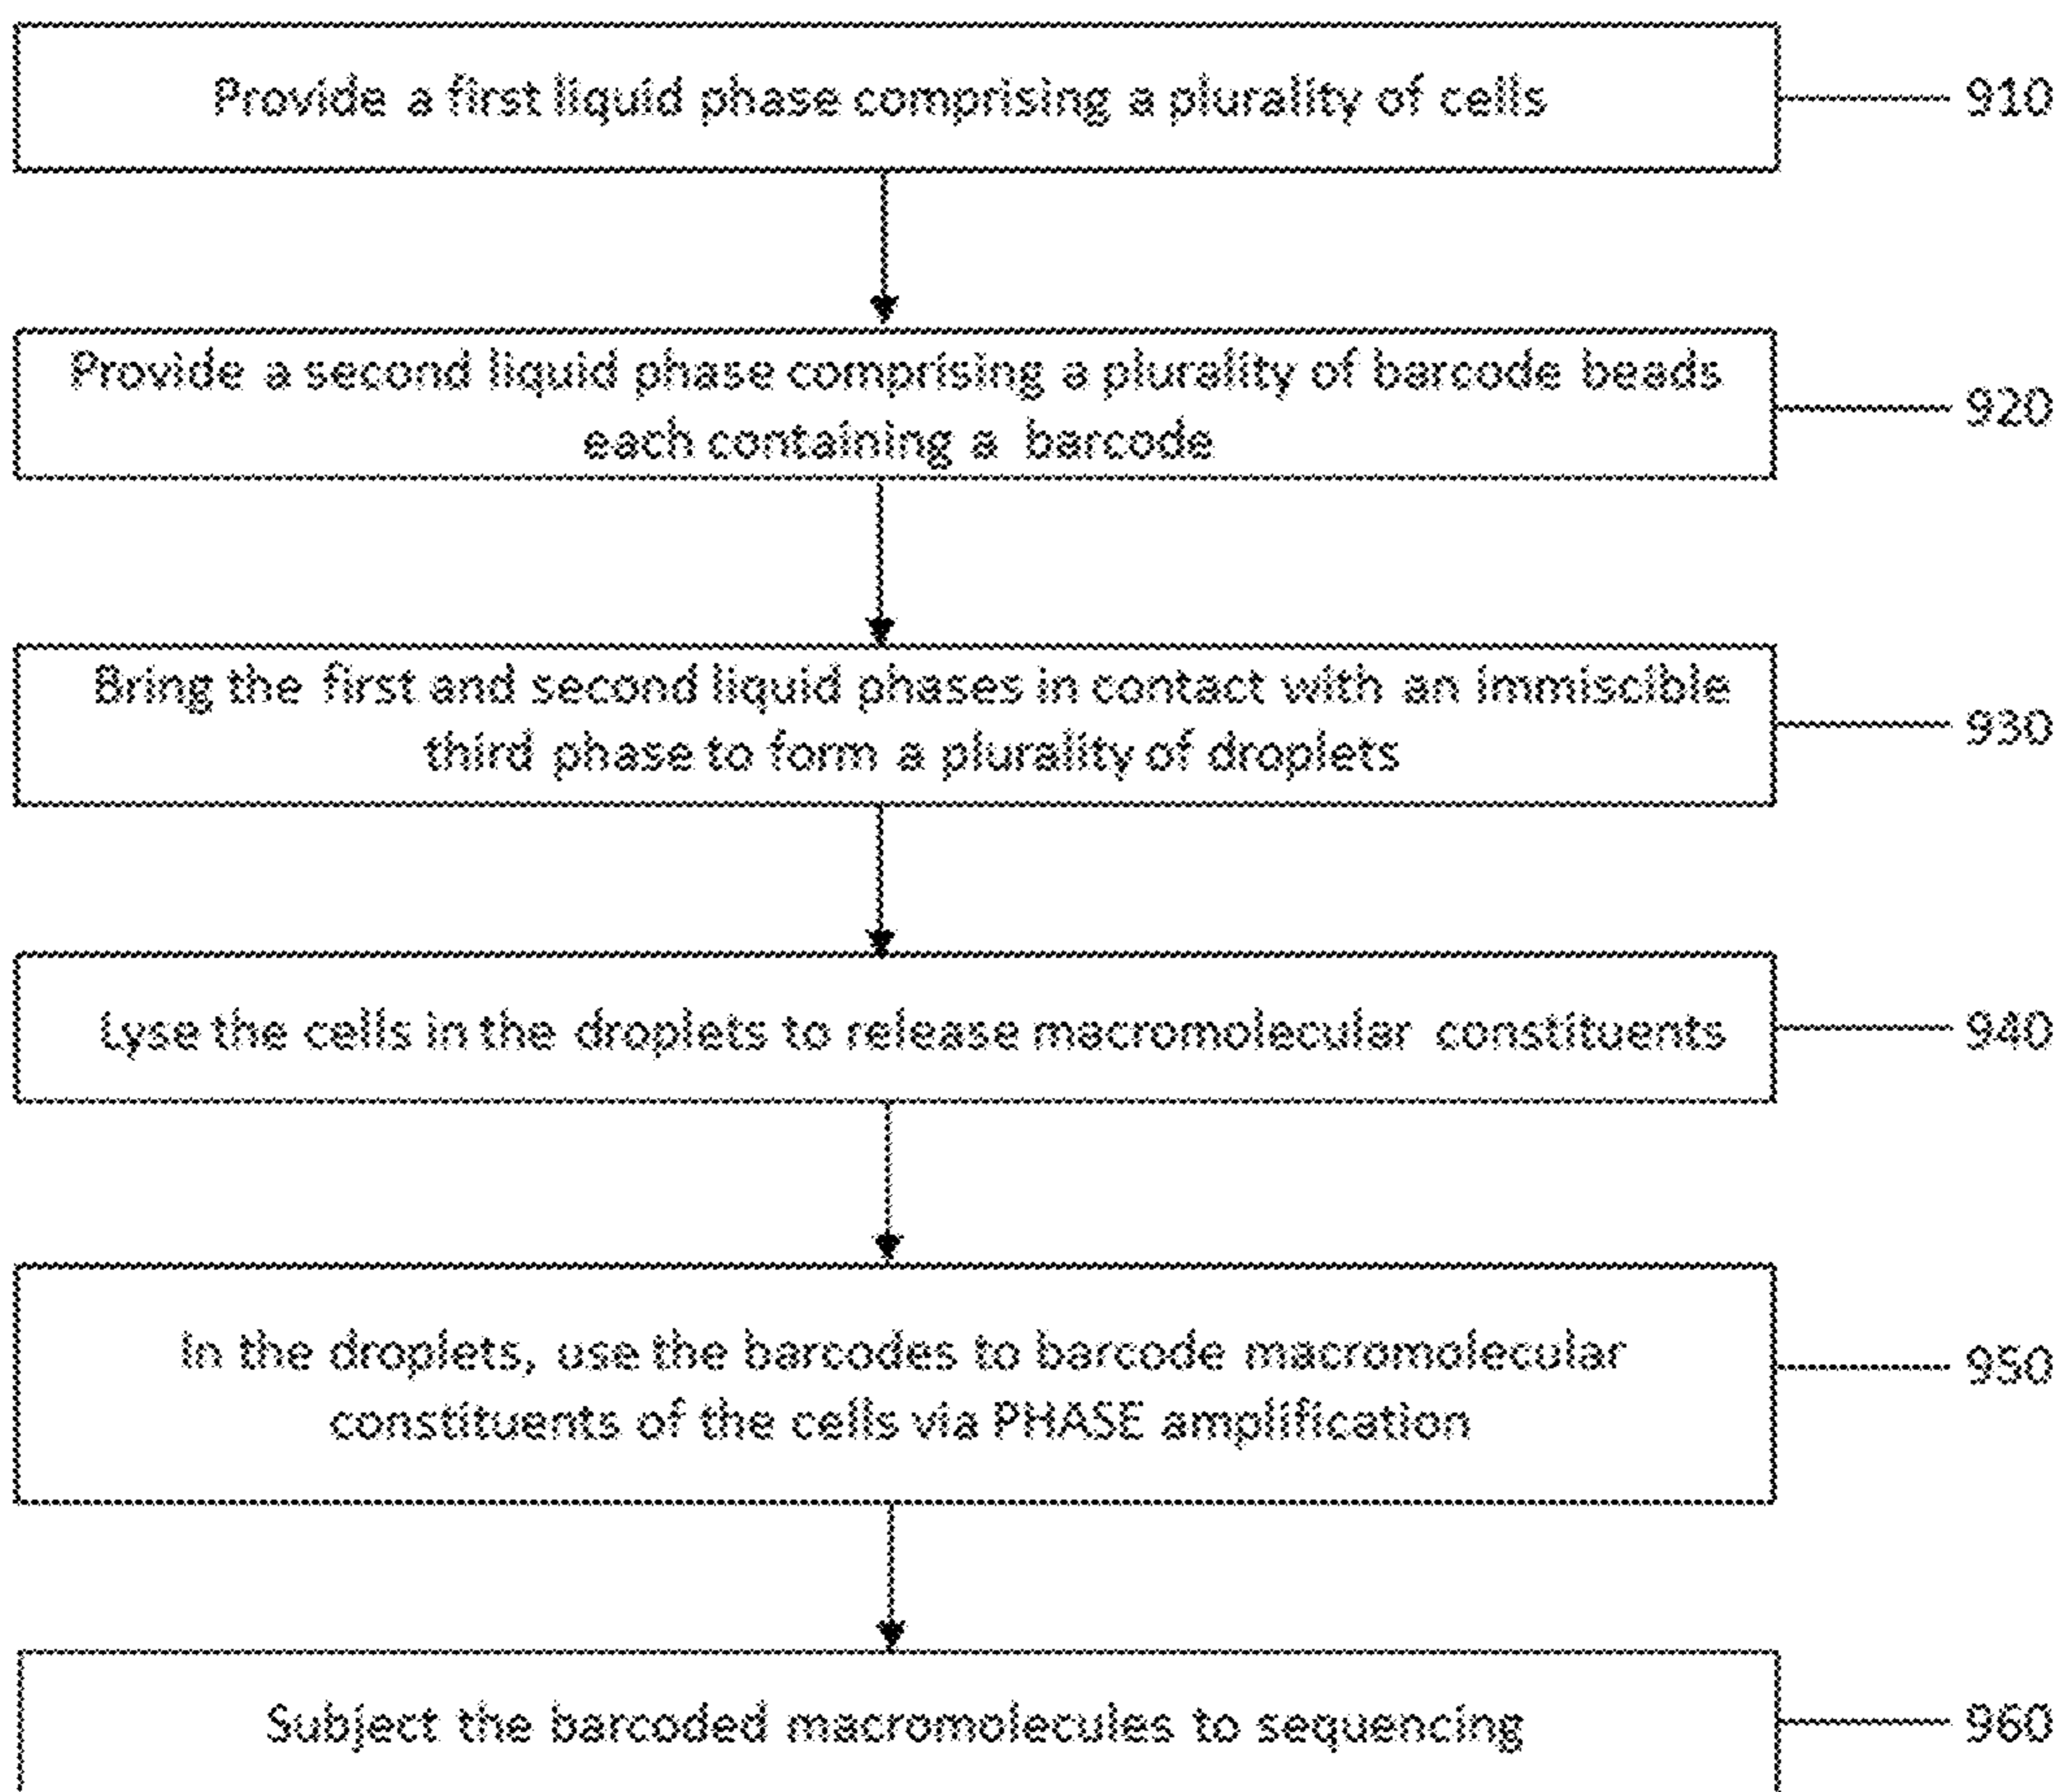 Provide a first liquid phase comprising a plurality of cells
910
Provide a second liquid phase comprising a plurality of barcode beads
each containing a barcode
920
Bring the first and second liquid phases in contact with an immiscible
third phase to form a plurality of droplets
930
Lyse the cells in the droplets to release macromolecular constituents
940
In the droplets, use the barcodes to barcode macromolecular
constituents of the cells via PHASE amplification
950
Subject the barcoded macromolecules to sequencing
960